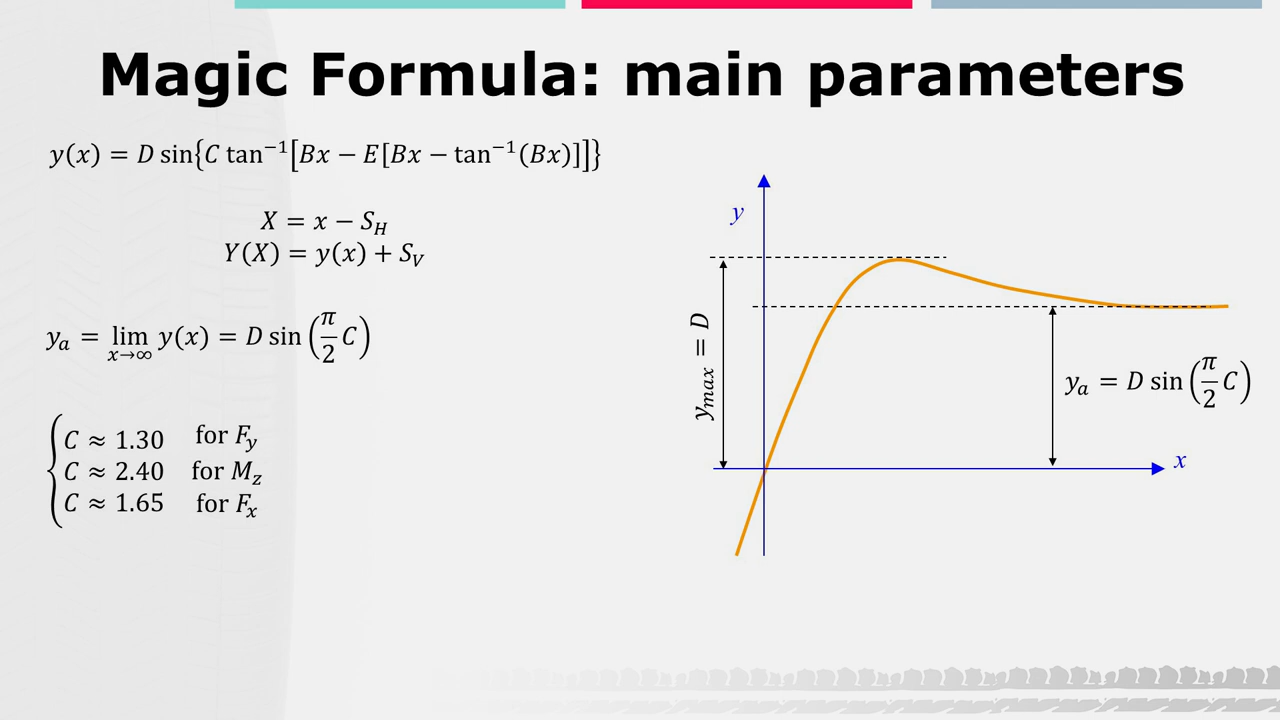 Magic Formula: main parameters
y(x) = D sin{C tan⁻¹[Bx − E[Bx − tan⁻¹(Bx)]]}
X = x − S_H
Y(X) = y(x) + S_V
y_a = lim_{x→∞} y(x) = D sin(π/2 C)
C ≈ 1.30 for F_y
C ≈ 2.40 for M_z
C ≈ 1.65 for F_x
y
y_max = D
y_a = D sin(π/2 C)
x